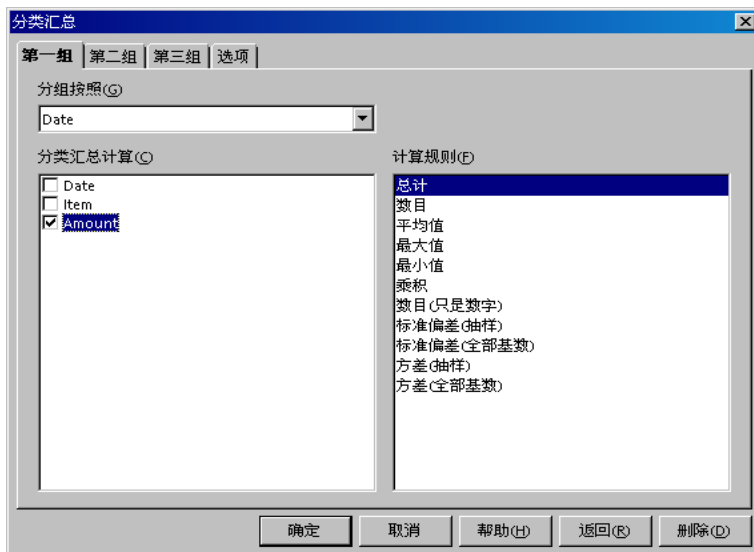 分类汇总
第一组 第二组 第三组 选项
分组按照(G)
Date
分类汇总计算(C)
Date
Item
Amount
计算规则(F)
总计
数目
平均值
最大值
最小值
乘积
数目(只是数字)
标准偏差(抽样)
标准偏差(全部基数)
方差(抽样)
方差(全部基数)
确定 取消 帮助(H) 返回(R) 删除(D)